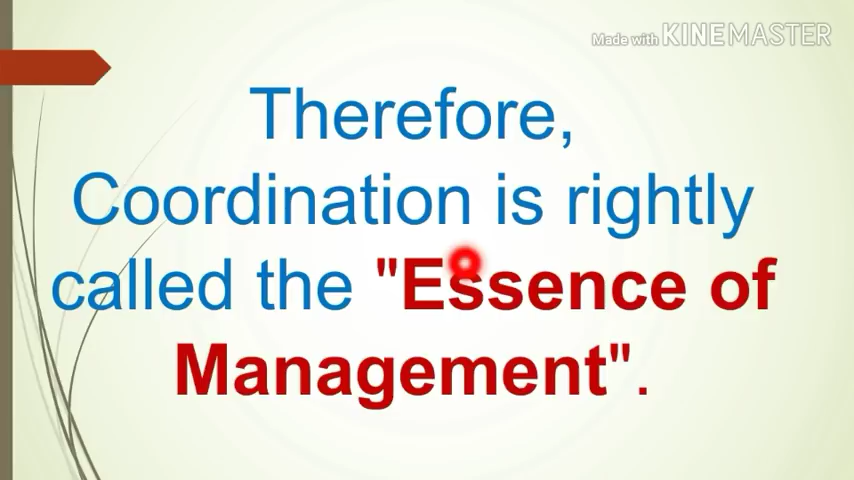 Made with KINEMASTER
Therefore,
Coordination is rightly
called the "Essence of
Management".